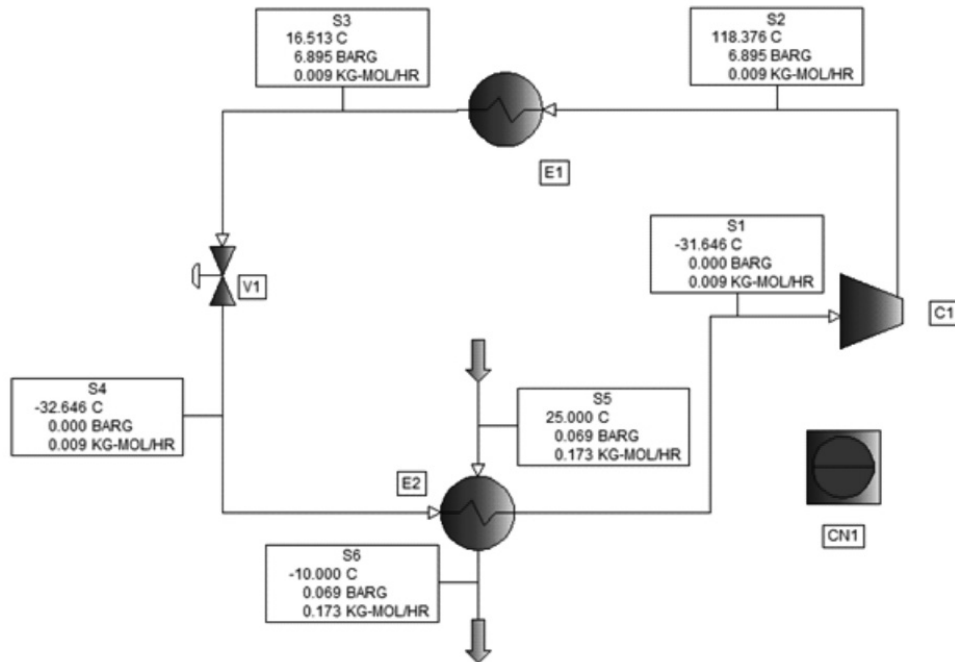 S3
16.513 C
6.895 BARG
0.009 KG-MOL/HR
S2
118.376 C
6.895 BARG
0.009 KG-MOL/HR
E1
S1
-31.646 C
0.000 BARG
0.009 KG-MOL/HR
V1
C1
S4
-32.646 C
0.000 BARG
0.009 KG-MOL/HR
S5
25.000 C
0.069 BARG
0.173 KG-MOL/HR
E2
CN1
S6
-10.000 C
0.069 BARG
0.173 KG-MOL/HR